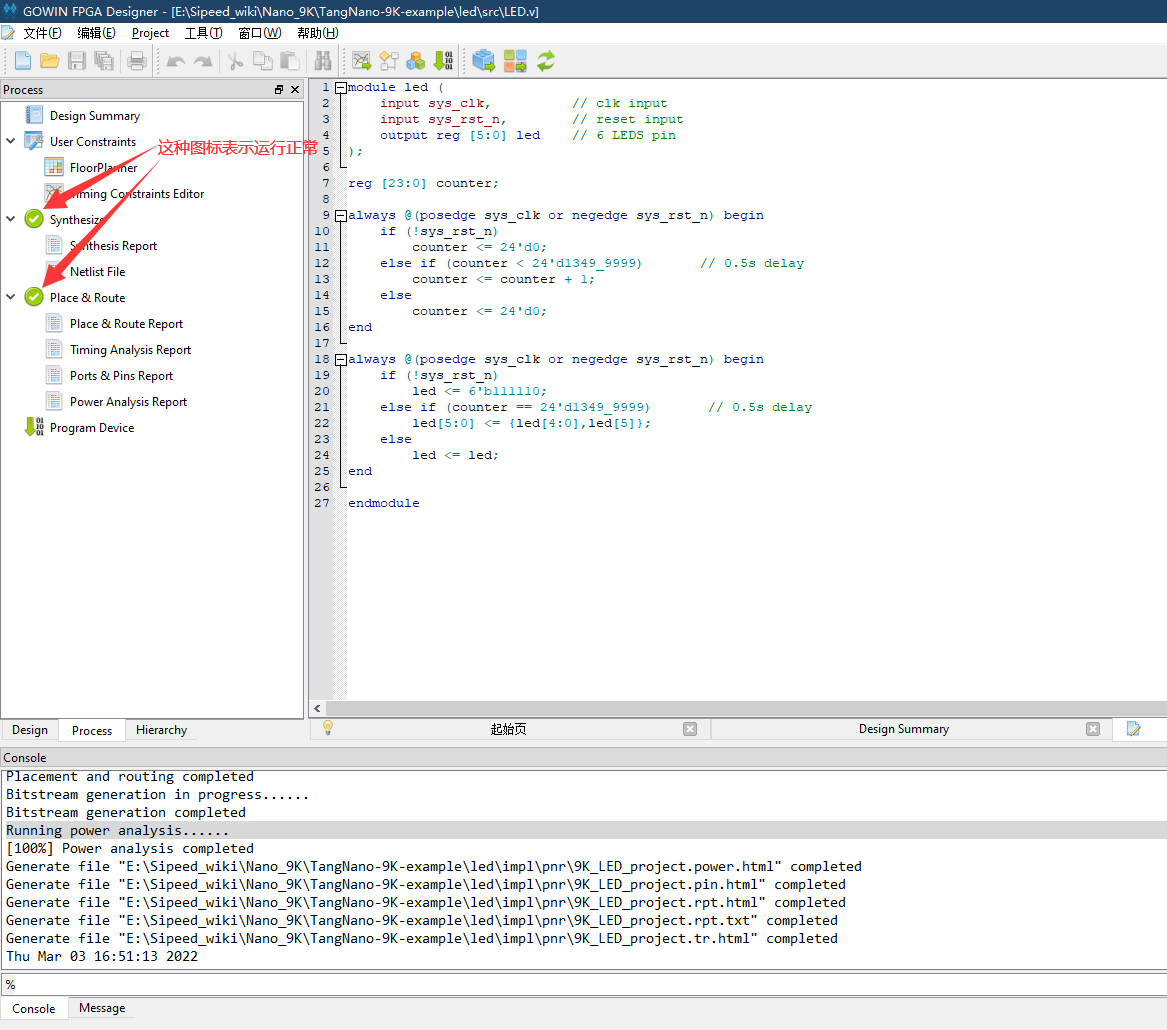 GOWIN FPGA Designer - [E:\Sipeed_wiki\Nano_9K\TangNano-9K-example\led\src\LED.v]
文件(F) 编辑(E) Project 工具(T) 窗口(W) 帮助(H)
Process
Design Summary
User Constraints
这种图标表示运行正常
FloorPlanner
Timing Constraints Editor
Synthesize
Synthesis Report
Netlist File
Place & Route
Place & Route Report
Timing Analysis Report
Ports & Pins Report
Power Analysis Report
Program Device
Design Process Hierarchy
1 module led (
2 input sys_clk, // clk input
3 input sys_rst_n, // reset input
4 output reg [5:0] led // 6 LEDS pin
5 );
6
7 reg [23:0] counter;
8
9 always @(posedge sys_clk or negedge sys_rst_n) begin
10 if (!sys_rst_n)
11 counter <= 24'd0;
12 else if (counter < 24'd1349_9999) // 0.5s delay
13 counter <= counter + 1;
14 else
15 counter <= 24'd0;
16 end
17
18 always @(posedge sys_clk or negedge sys_rst_n) begin
19 if (!sys_rst_n)
20 led <= 6'b111110;
21 else if (counter == 24'd1349_9999) // 0.5s delay
22 led[5:0] <= {led[4:0],led[5]};
23 else
24 led <= led;
25 end
26
27 endmodule
起始页 Design Summary
Console
Placement and routing completed
Bitstream generation in progress......
Bitstream generation completed
Running power analysis......
[100%] Power analysis completed
Generate file "E:\Sipeed_wiki\Nano_9K\TangNano-9K-example\led\impl\pnr\9K_LED_project.power.html" completed
Generate file "E:\Sipeed_wiki\Nano_9K\TangNano-9K-example\led\impl\pnr\9K_LED_project.pin.html" completed
Generate file "E:\Sipeed_wiki\Nano_9K\TangNano-9K-example\led\impl\pnr\9K_LED_project.rpt.html" completed
Generate file "E:\Sipeed_wiki\Nano_9K\TangNano-9K-example\led\impl\pnr\9K_LED_project.rpt.txt" completed
Generate file "E:\Sipeed_wiki\Nano_9K\TangNano-9K-example\led\impl\pnr\9K_LED_project.tr.html" completed
Thu Mar 03 16:51:13 2022
%
Console Message